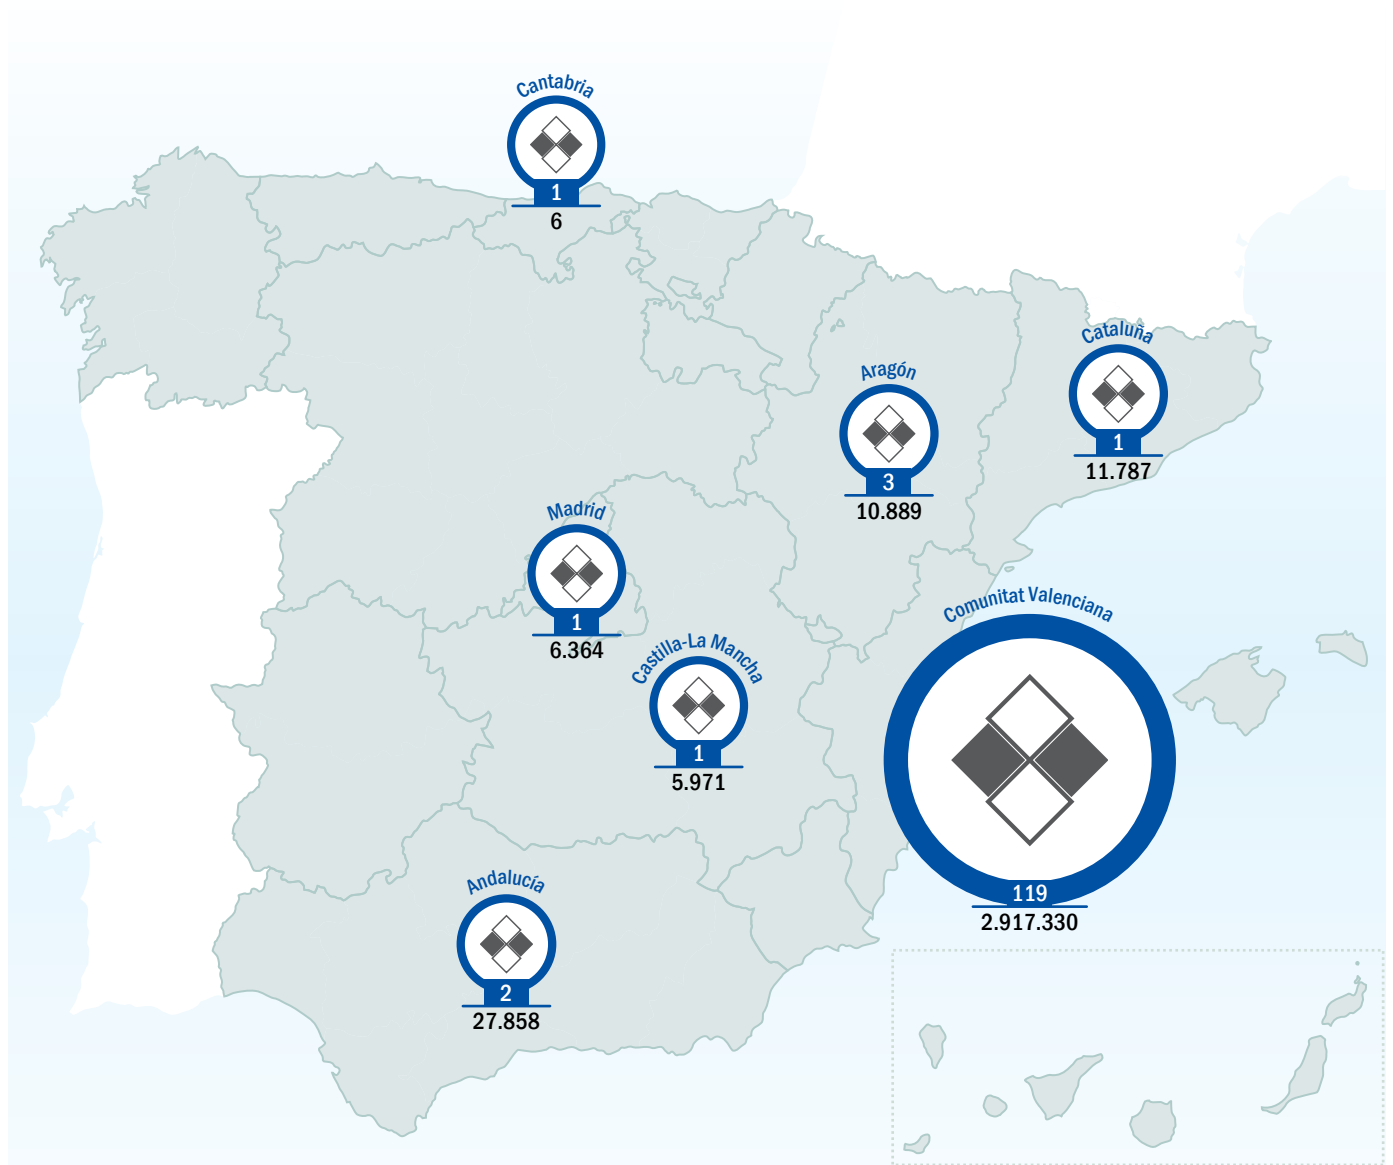 Cantabria
1
6
Cataluña
1
11.787
Aragón
3
10.889
Madrid
1
6.364
Comunitat Valenciana
119
2.917.330
Castilla-La Mancha
1
5.971
Andalucía
2
27.858